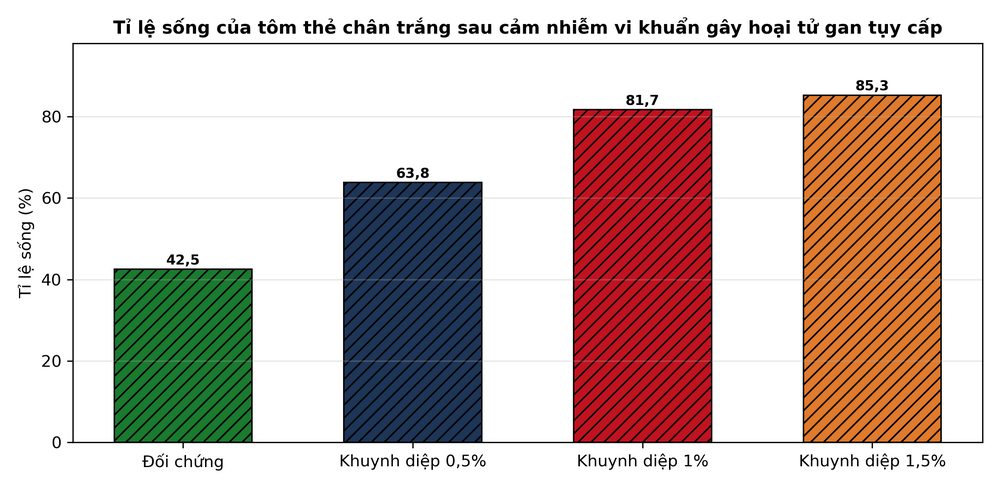 Tỉ lệ sống của tôm thẻ chân trắng sau cảm nhiễm vi khuẩn gây hoại tử gan tụy cấp
Tỉ lệ sống (%)
80
60
40
20
0
42,5
63,8
81,7
85,3
Đối chứng
Khuynh diệp 0,5%
Khuynh diệp 1%
Khuynh diệp 1,5%